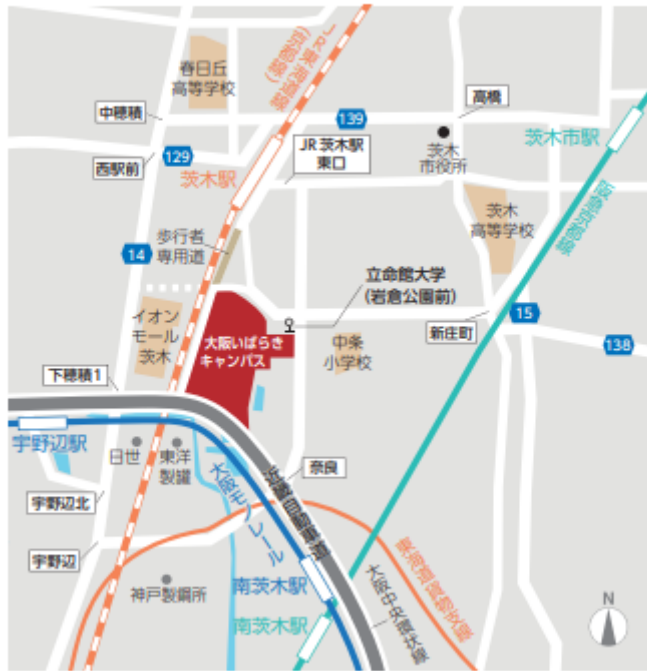 春日丘
高等学校
JR東海道線
(京都線)
中穂積
139
高橋
129
西駅前
茨木駅
JR 茨木駅
東口
茨木
市役所
茨木市駅
阪急京都線
茨木
高等学校
14
歩行者
専用道
立命館大学
(岩倉公園前)
イオン
モール
茨木
大阪いばらき
キャンパス
中条
小学校
新庄町
15
138
下穂積1
宇野辺駅
日世
東洋
製罐
奈良
宇野辺北
宇野辺
大阪モノレール
近畿自動車道
神戸製鋼所
南茨木駅
南茨木駅
大阪中央環状線
東海道貨物支線
N